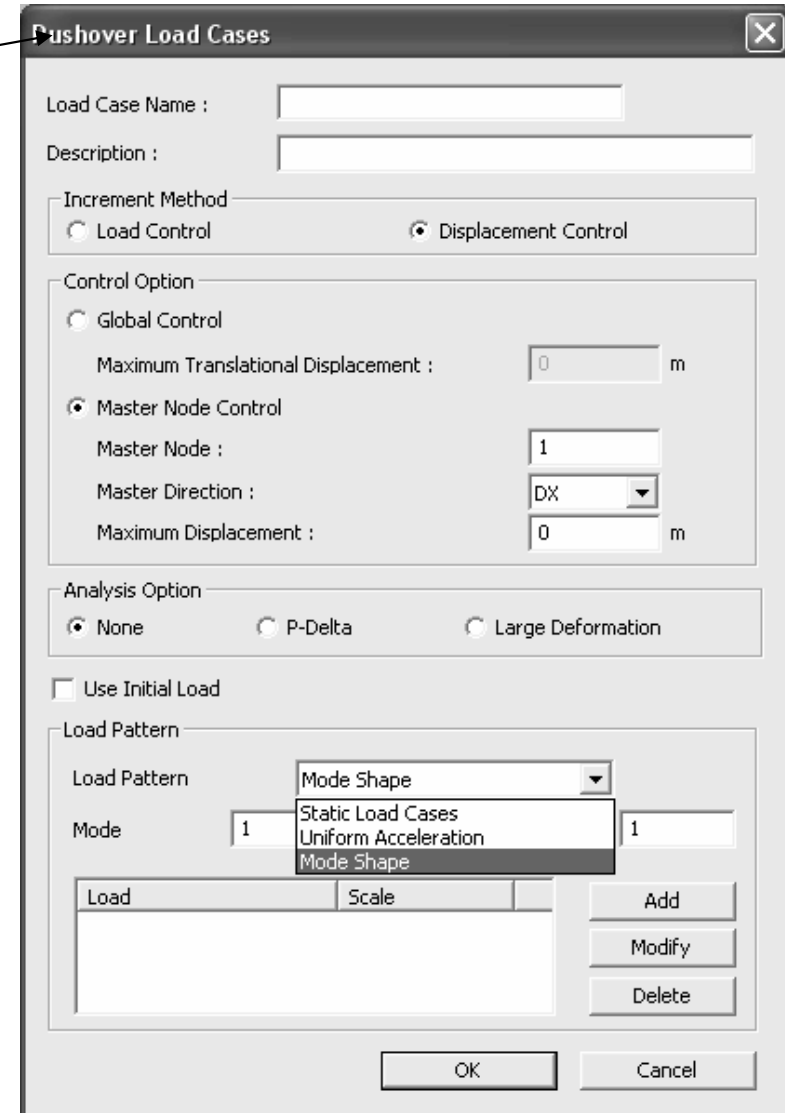 Pushover Load Cases
Load Case Name :
Description :
Increment Method
Load Control Displacement Control
Control Option
Global Control
Maximum Translational Displacement : 0 m
Master Node Control
Master Node : 1
Master Direction : DX
Maximum Displacement : 0 m
Analysis Option
None P-Delta Large Deformation
Use Initial Load
Load Pattern
Load Pattern Mode Shape
Static Load Cases
Mode 1 Uniform Acceleration 1
Mode Shape
Load Scale Add
Modify
Delete
OK Cancel